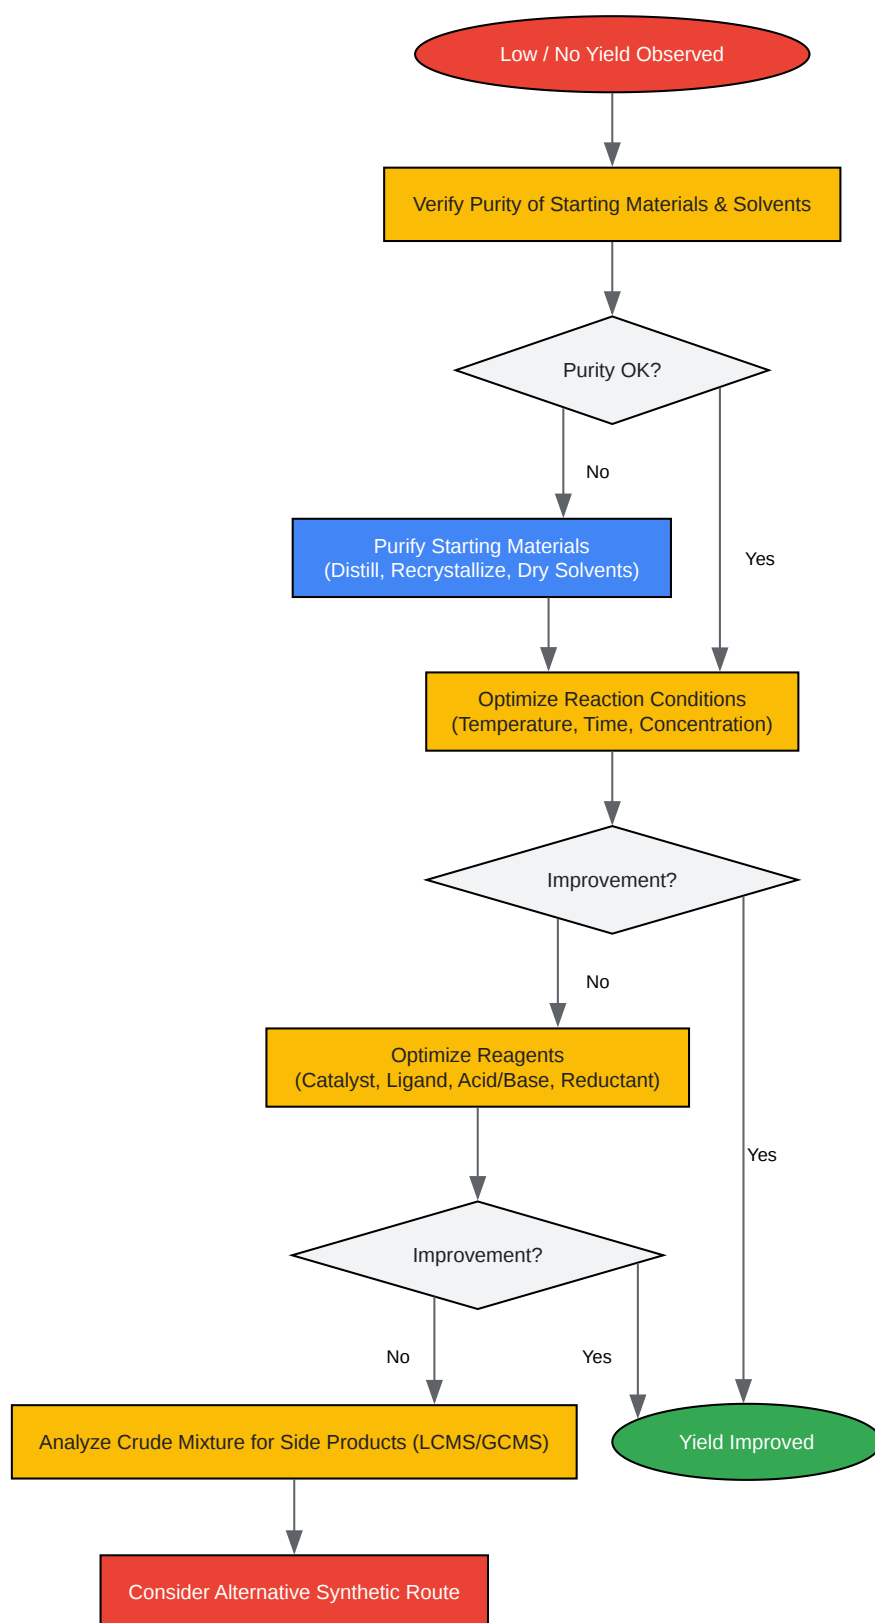 Low / No Yield Observed
Verify Purity of Starting Materials & Solvents
Purity OK?
No
Yes
Purify Starting Materials
(Distill, Recrystallize, Dry Solvents)
Optimize Reaction Conditions
(Temperature, Time, Concentration)
Improvement?
No
Yes
Optimize Reagents
(Catalyst, Ligand, Acid/Base, Reductant)
Improvement?
No
Yes
Analyze Crude Mixture for Side Products (LCMS/GCMS)
Yield Improved
Consider Alternative Synthetic Route